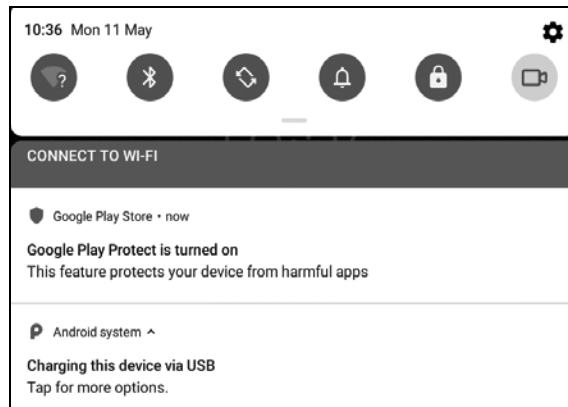 10:36 Mon 11 May
?
CONNECT TO WI-FI
Google Play Store • now
Google Play Protect is turned on
This feature protects your device from harmful apps
Android system
Charging this device via USB
Tap for more options.